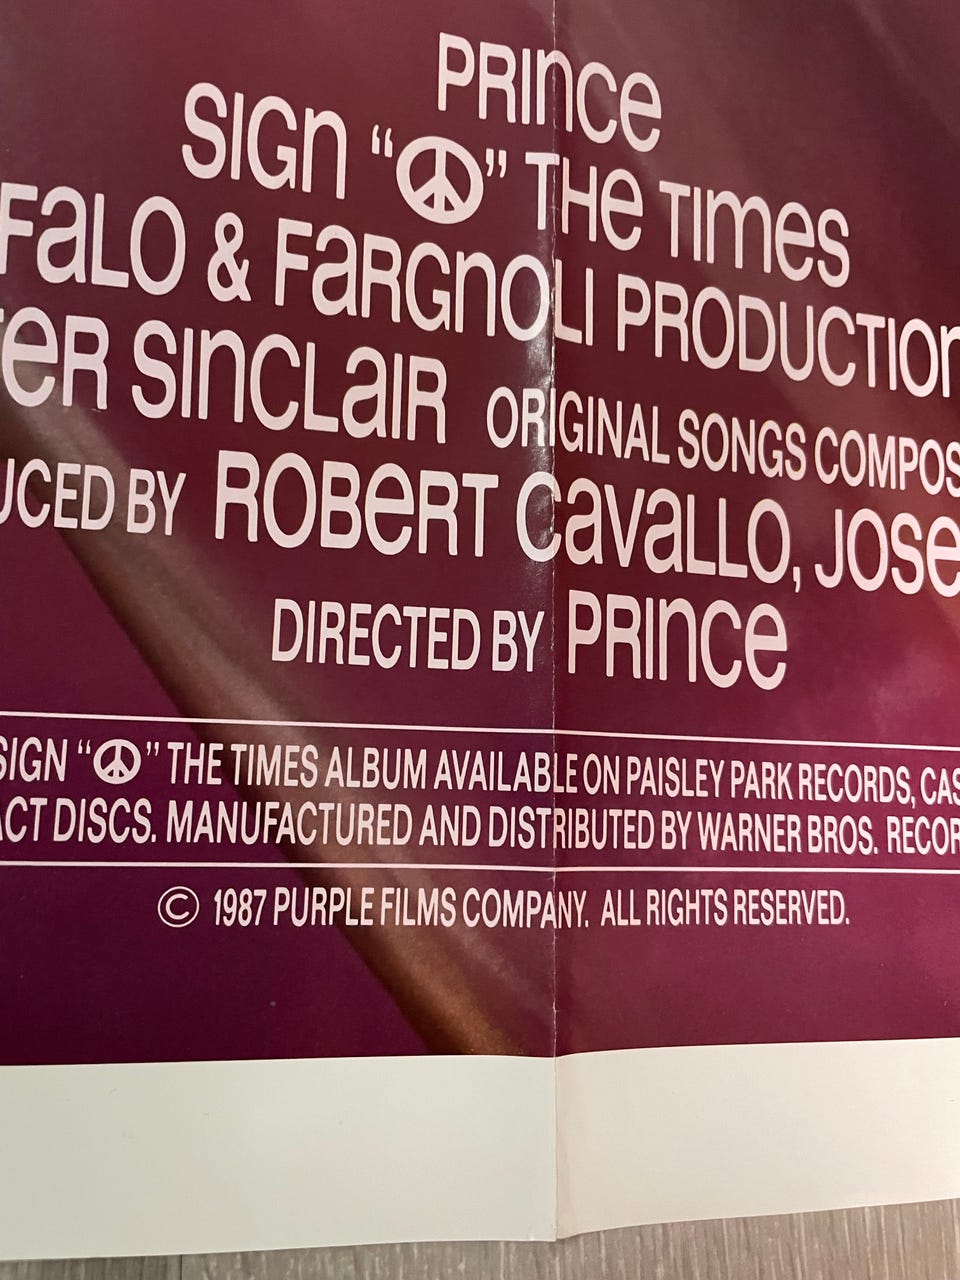 PRINCE
SIGN "☮" THE TIMES
FALO & FARGNOLI PRODUCTION
ER SINCLAIR ORIGINAL SONGS COMPOS
UCED BY ROBERT CAVALLO, JOSE
DIRECTED BY PRINCE
SIGN "☮" THE TIMES ALBUM AVAILABLE ON PAISLEY PARK RECORDS, CAS
ACT DISCS. MANUFACTURED AND DISTRIBUTED BY WARNER BROS. RECOR
© 1987 PURPLE FILMS COMPANY. ALL RIGHTS RESERVED.